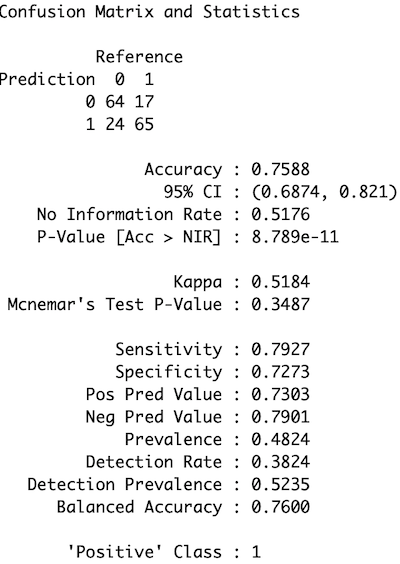 Confusion Matrix and Statistics
Reference
Prediction 0 1
0 64 17
1 24 65
Accuracy : 0.7588
95% CI : (0.6874, 0.821)
No Information Rate : 0.5176
P-Value [Acc > NIR] : 8.789e-11
Kappa : 0.5184
Mcnemar's Test P-Value : 0.3487
Sensitivity : 0.7927
Specificity : 0.7273
Pos Pred Value : 0.7303
Neg Pred Value : 0.7901
Prevalence : 0.4824
Detection Rate : 0.3824
Detection Prevalence : 0.5235
Balanced Accuracy : 0.7600
'Positive' Class : 1